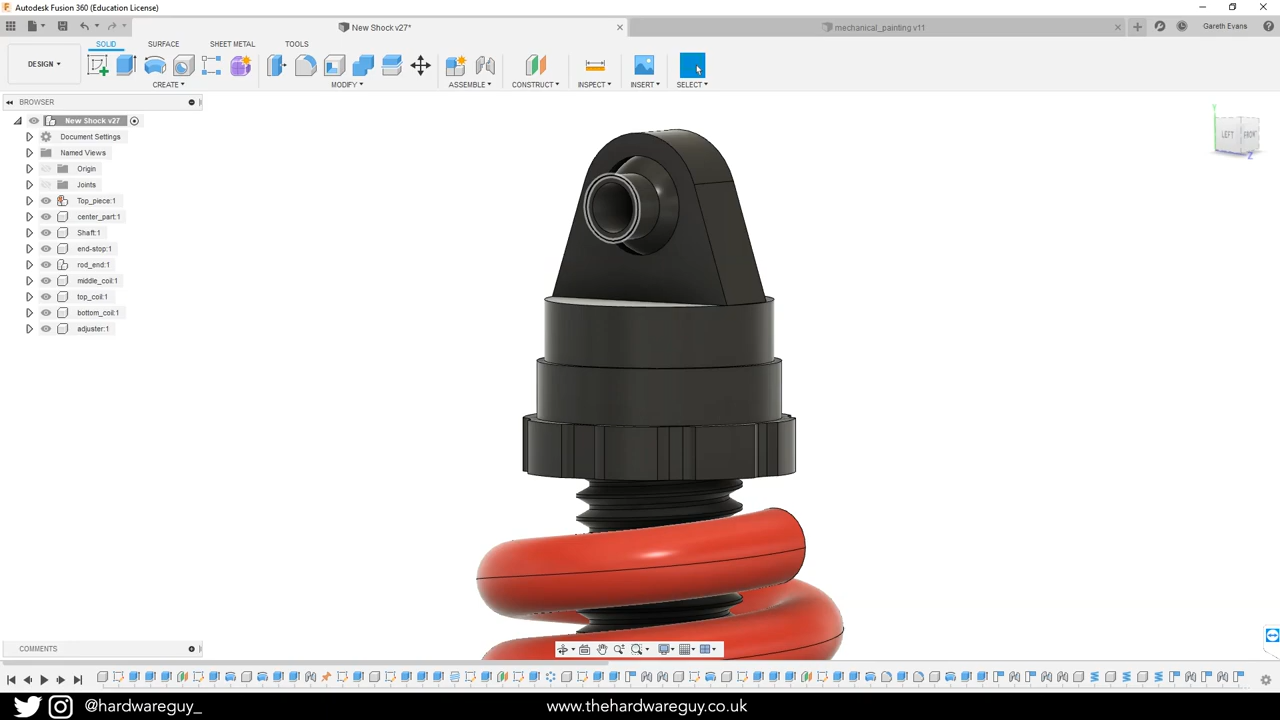 Autodesk Fusion 360 (Education License)
New Shock v27*
mechanical_painting v11
Gareth Evans
SOLID
SURFACE
SHEET METAL
TOOLS
DESIGN
CREATE
MODIFY
ASSEMBLE
CONSTRUCT
INSPECT
INSERT
SELECT
BROWSER
New Shock v27
Document Settings
Named Views
Origin
Joints
Top_piece:1
center_part:1
Shaft:1
end-stop:1
rod_end:1
middle_coil:1
top_coil:1
bottom_coil:1
adjuster:1
Y
LEFT
FRONT
Z
COMMENTS
@hardwareguy_
www.thehardwareguy.co.uk